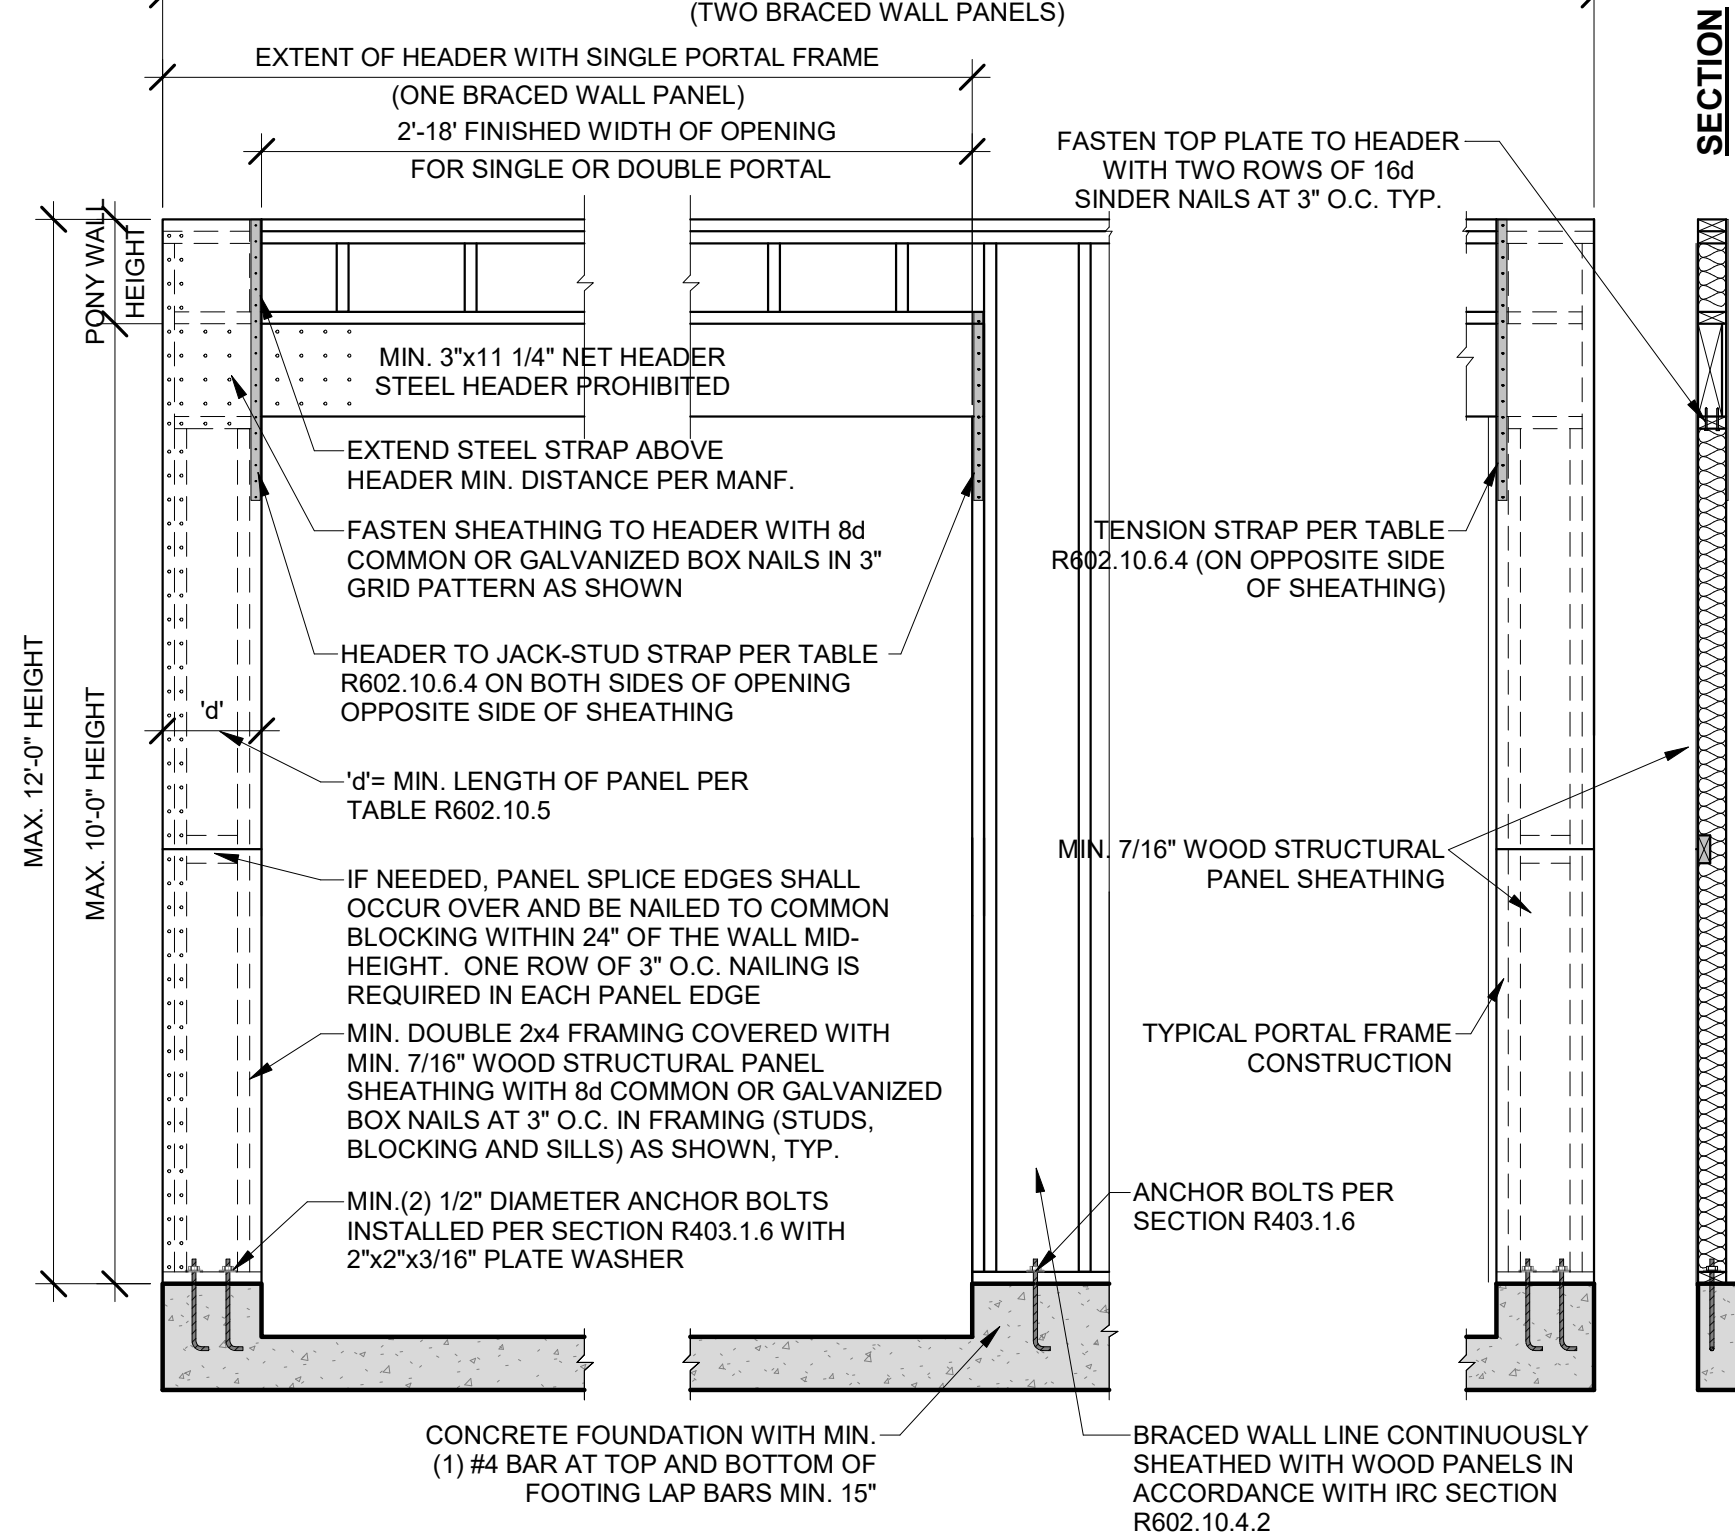 (TWO BRACED WALL PANELS)
SECTION
EXTENT OF HEADER WITH SINGLE PORTAL FRAME
(ONE BRACED WALL PANEL)
2'-18' FINISHED WIDTH OF OPENING
FOR SINGLE OR DOUBLE PORTAL
FASTEN TOP PLATE TO HEADER
WITH TWO ROWS OF 16d
SINDER NAILS AT 3" O.C. TYP.
PONY WALL
HEIGHT
MIN. 3"x11 1/4" NET HEADER
STEEL HEADER PROHIBITED
EXTEND STEEL STRAP ABOVE
HEADER MIN. DISTANCE PER MANF.
FASTEN SHEATHING TO HEADER WITH 8d
COMMON OR GALVANIZED BOX NAILS IN 3"
GRID PATTERN AS SHOWN
TENSION STRAP PER TABLE
R602.10.6.4 (ON OPPOSITE SIDE
OF SHEATHING)
HEADER TO JACK-STUD STRAP PER TABLE
R602.10.6.4 ON BOTH SIDES OF OPENING
OPPOSITE SIDE OF SHEATHING
MAX. 12'-0" HEIGHT
MAX. 10'-0" HEIGHT
'd'
'd'= MIN. LENGTH OF PANEL PER
TABLE R602.10.5
MIN. 7/16" WOOD STRUCTURAL
PANEL SHEATHING
IF NEEDED, PANEL SPLICE EDGES SHALL
OCCUR OVER AND BE NAILED TO COMMON
BLOCKING WITHIN 24" OF THE WALL MID-
HEIGHT. ONE ROW OF 3" O.C. NAILING IS
REQUIRED IN EACH PANEL EDGE
MIN. DOUBLE 2x4 FRAMING COVERED WITH
MIN. 7/16" WOOD STRUCTURAL PANEL
SHEATHING WITH 8d COMMON OR GALVANIZED
BOX NAILS AT 3" O.C. IN FRAMING (STUDS,
BLOCKING AND SILLS) AS SHOWN, TYP.
TYPICAL PORTAL FRAME
CONSTRUCTION
MIN.(2) 1/2" DIAMETER ANCHOR BOLTS
INSTALLED PER SECTION R403.1.6 WITH
2"x2"x3/16" PLATE WASHER
ANCHOR BOLTS PER
SECTION R403.1.6
CONCRETE FOUNDATION WITH MIN.
(1) #4 BAR AT TOP AND BOTTOM OF
FOOTING LAP BARS MIN. 15"
BRACED WALL LINE CONTINUOUSLY
SHEATHED WITH WOOD PANELS IN
ACCORDANCE WITH IRC SECTION
R602.10.4.2